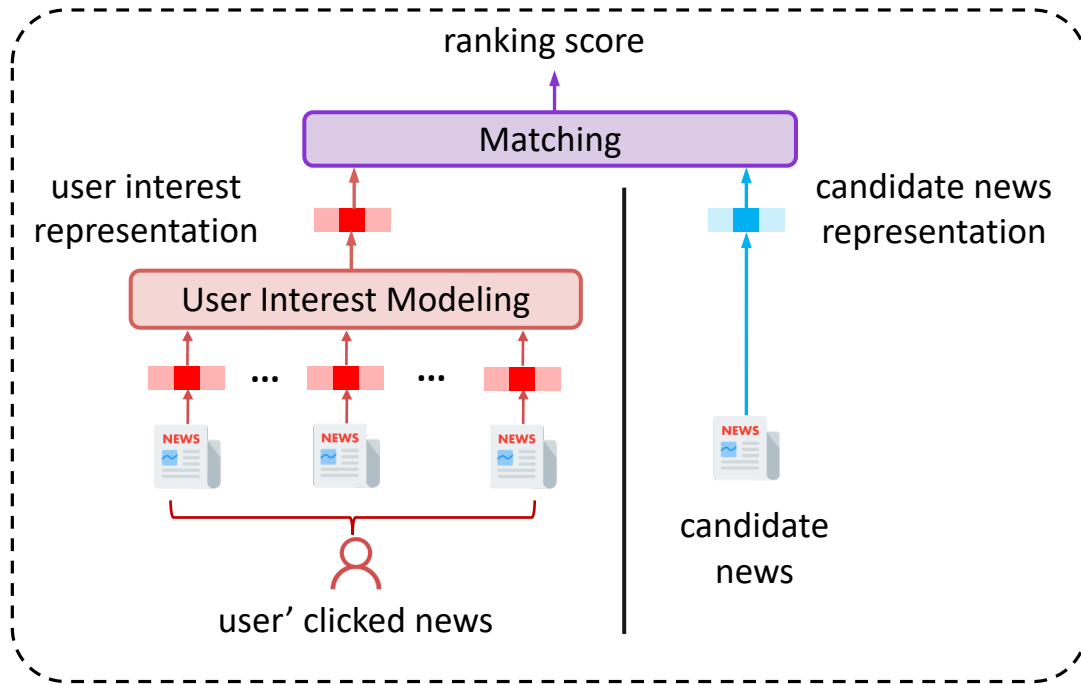 ranking score
Matching
user interest
representation
candidate news
representation
User Interest Modeling
... ...
NEWS NEWS NEWS NEWS
candidate
news
user’ clicked news